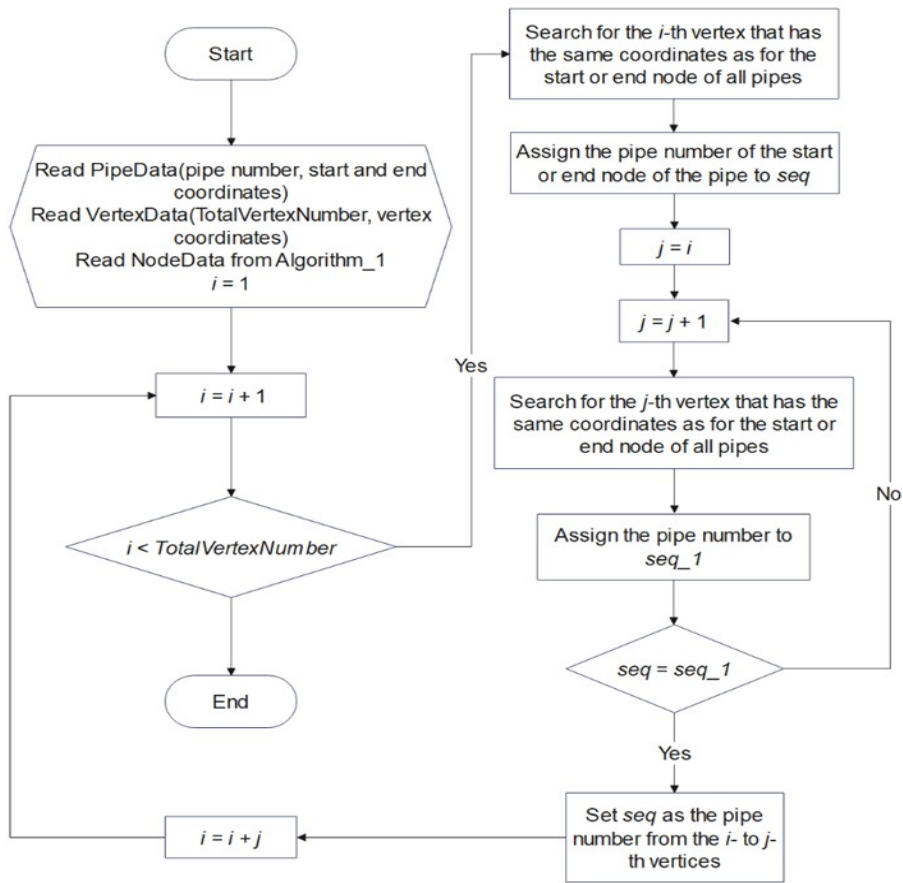 Start
Read PipeData(pipe number, start and end
coordinates)
Read VertexData(TotalVertexNumber, vertex
coordinates)
Read NodeData from Algorithm_1
i = 1
i = i + 1
i < TotalVertexNumber
End
Yes
Search for the i-th vertex that has
the same coordinates as for the
start or end node of all pipes
Assign the pipe number of the start
or end node of the pipe to seq
j = i
j = j + 1
Search for the j-th vertex that has the
same coordinates as for the start or
end node of all pipes
Assign the pipe number to
seq_1
seq = seq_1
No
Yes
Set seq as the pipe
number from the i- to j-
th vertices
i = i + j